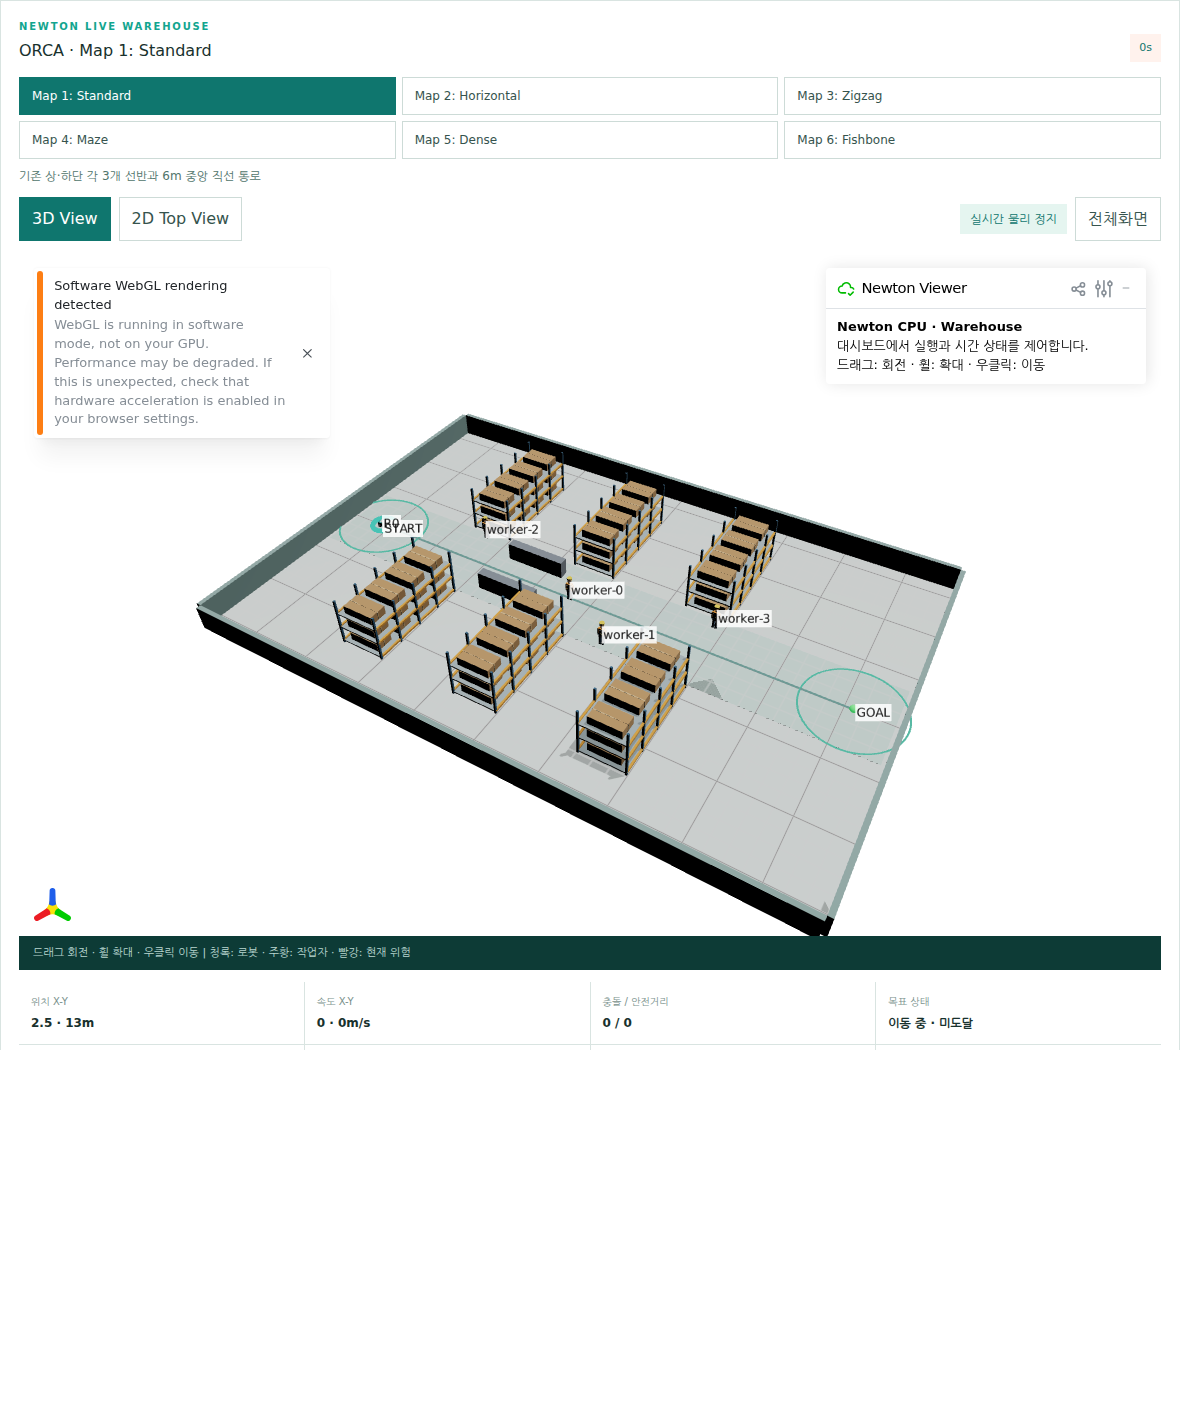 NEWTON LIVE WAREHOUSE
ORCA · Map 1: Standard
0s
Map 1: Standard
Map 2: Horizontal
Map 3: Zigzag
Map 4: Maze
Map 5: Dense
Map 6: Fishbone
기존 상·하단 각 3개 선반과 6m 중앙 직선 통로
3D View
2D Top View
실시간 물리 정지
전체화면
Software WebGL rendering
detected
WebGL is running in software
mode, not on your GPU.
Performance may be degraded. If
this is unexpected, check that
hardware acceleration is enabled in
your browser settings.
Newton Viewer
Newton CPU · Warehouse
대시보드에서 실행과 시간 상태를 제어합니다.
드래그: 회전 · 휠: 확대 · 우클릭: 이동
R0
START
worker-2
worker-0
worker-3
worker-1
GOAL
드래그 회전 · 휠 확대 · 우클릭 이동 | 청록: 로봇 · 주황: 작업자 · 빨강: 현재 위험
위치 X-Y
2.5 · 13m
속도 X-Y
0 · 0m/s
충돌 / 안전거리
0 / 0
목표 상태
이동 중 · 미도달